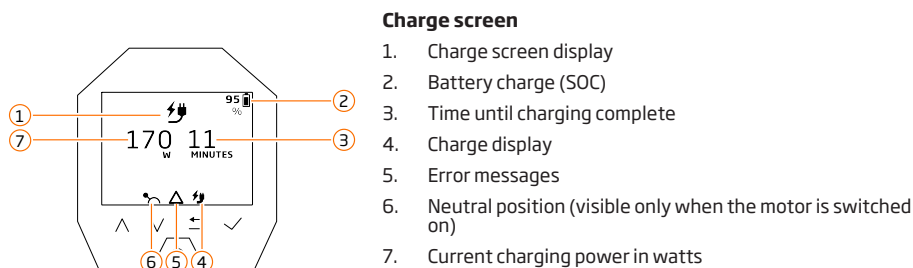 Charge screen
1. Charge screen display
2. Battery charge (SOC)
3. Time until charging complete
4. Charge display
5. Error messages
6. Neutral position (visible only when the motor is switched
on)
7. Current charging power in watts
95
%
170 11
W MINUTES
1
7
2
3
6 5 4